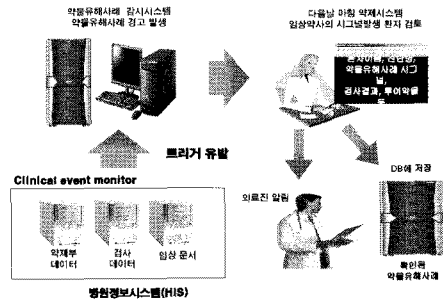 약물유해사례 감시시스템
약물유해사례 경고 발생
다음날 아침 약제시스템
임상약사의 시그널발생 환자 검토
환자이름, 진단명,
약물유해사례 시그
널,
검사결과, 투여약물
등
트리거 유발
Clinical event monitor
약제부
데이터
검사
데이터
임상 문서
병원정보시스템(HIS)
의료진 알림
DB에 저장
확인된
약물유해사례